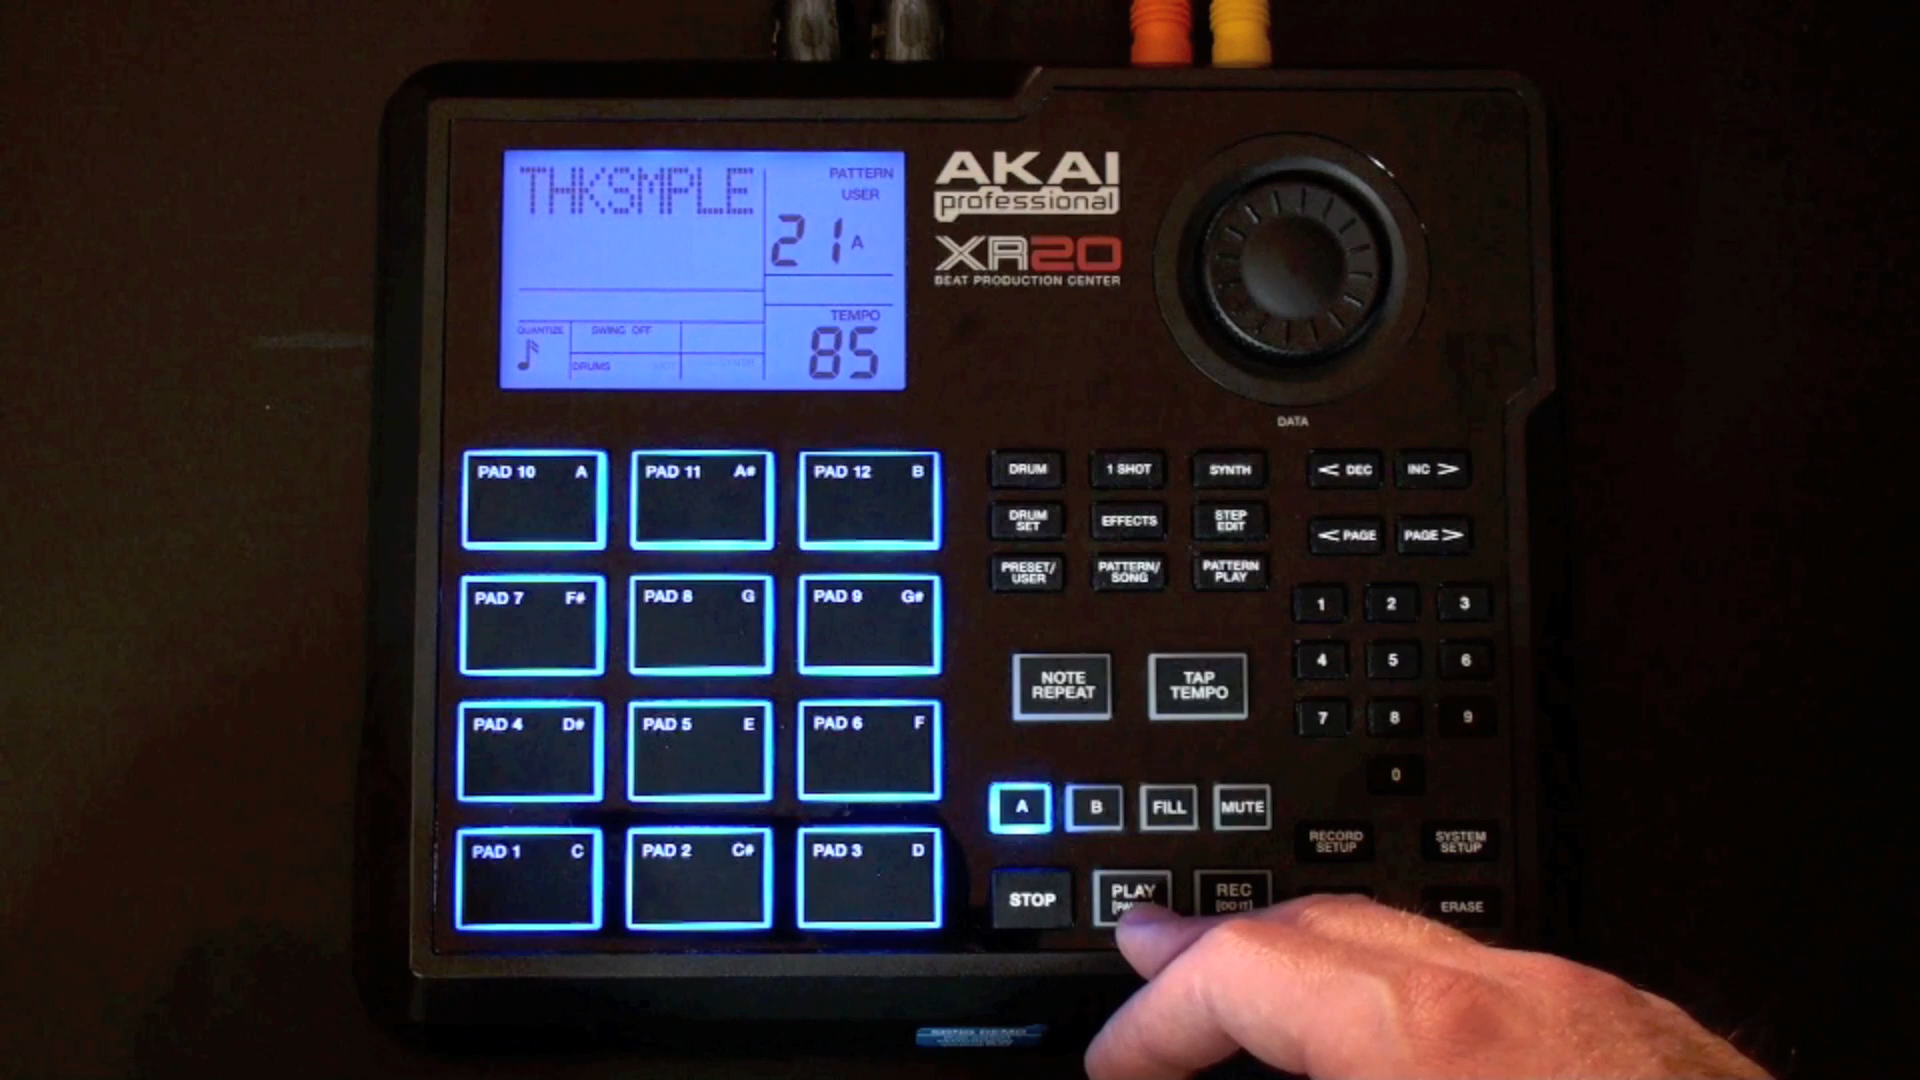 THKSMPLE
PATTERN
USER
21 A
TEMPO
85
QUANTIZE
SWING OFF
DRUMS
AKAI
professional
XR20
BEAT PRODUCTION CENTER
DATA
PAD 10 A
PAD 11 A#
PAD 12 B
PAD 7 F#
PAD 8 G
PAD 9 G#
PAD 4 D#
PAD 5 E
PAD 6 F
PAD 1 C
PAD 2 C#
PAD 3 D
DRUM
1 SHOT
SYNTH
DRUM
SET
EFFECTS
STEP
EDIT
PRESET/
USER
PATTERN/
SONG
PATTERN
PLAY
< DEC
INC >
< PAGE
PAGE >
1
2
3
4
5
6
7
8
9
0
NOTE
REPEAT
TAP
TEMPO
A
B
FILL
MUTE
RECORD
SETUP
SYSTEM
SETUP
STOP
PLAY
REC
[DO IT]
ERASE